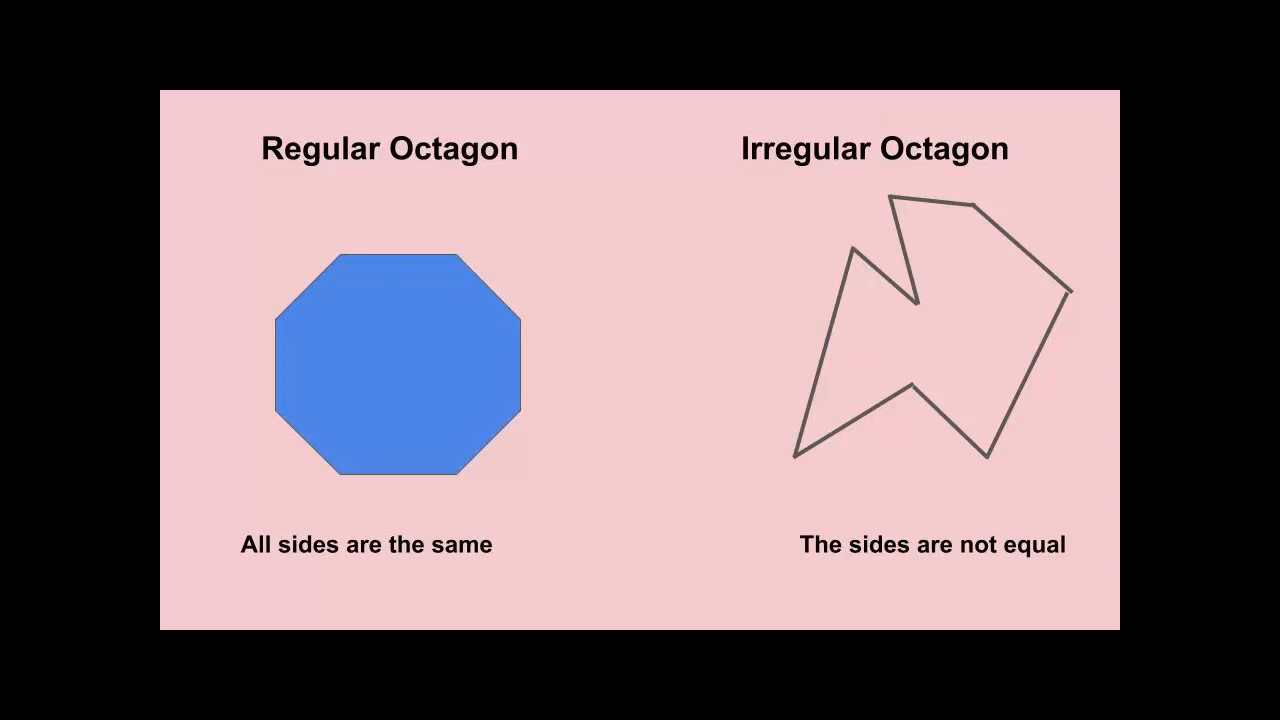 Regular Octagon
Irregular Octagon
All sides are the same
The sides are not equal